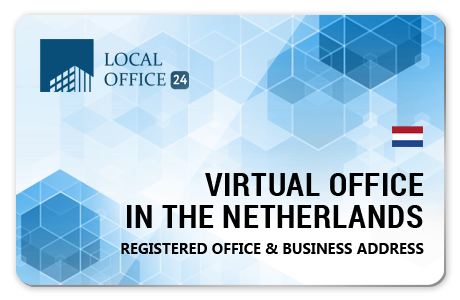 LOCAL
OFFICE 24
VIRTUAL OFFICE
IN THE NETHERLANDS
REGISTERED OFFICE & BUSINESS ADDRESS